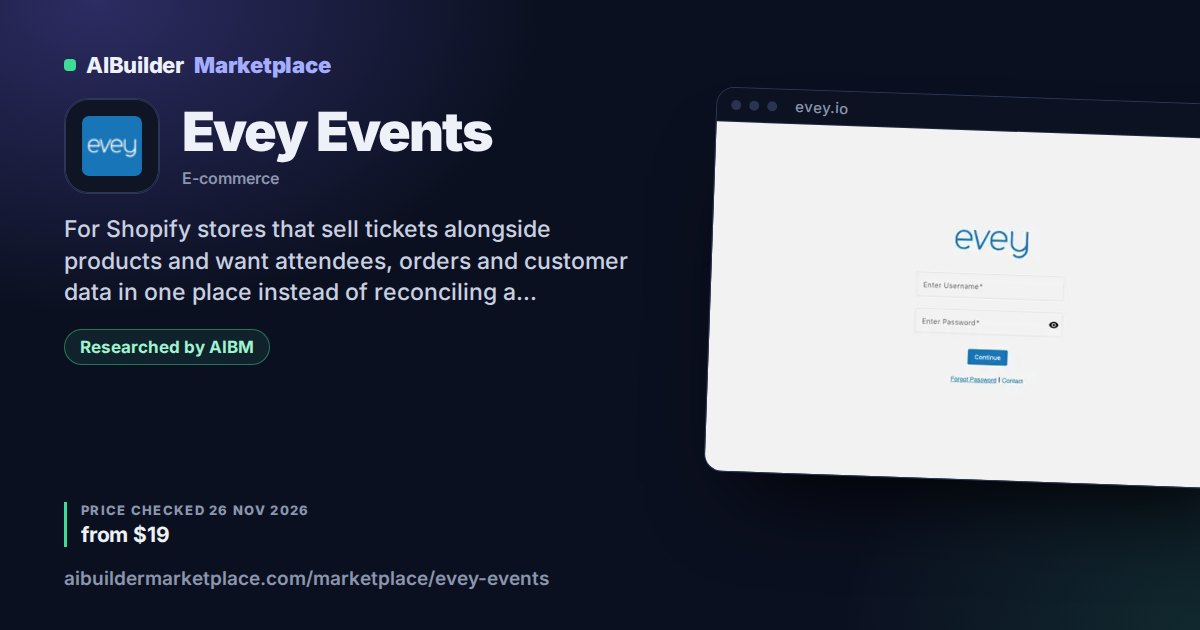 AIBuilder Marketplace
evey
Evey Events
E-commerce
For Shopify stores that sell tickets alongside
products and want attendees, orders and customer
data in one place instead of reconciling a...
Researched by AIBM
PRICE CHECKED 26 NOV 2026
from $19
aibuildermarketplace.com/marketplace/evey-events
evey.io
evey
Enter Username*
Enter Password*
Continue
Forgot Password | Contact